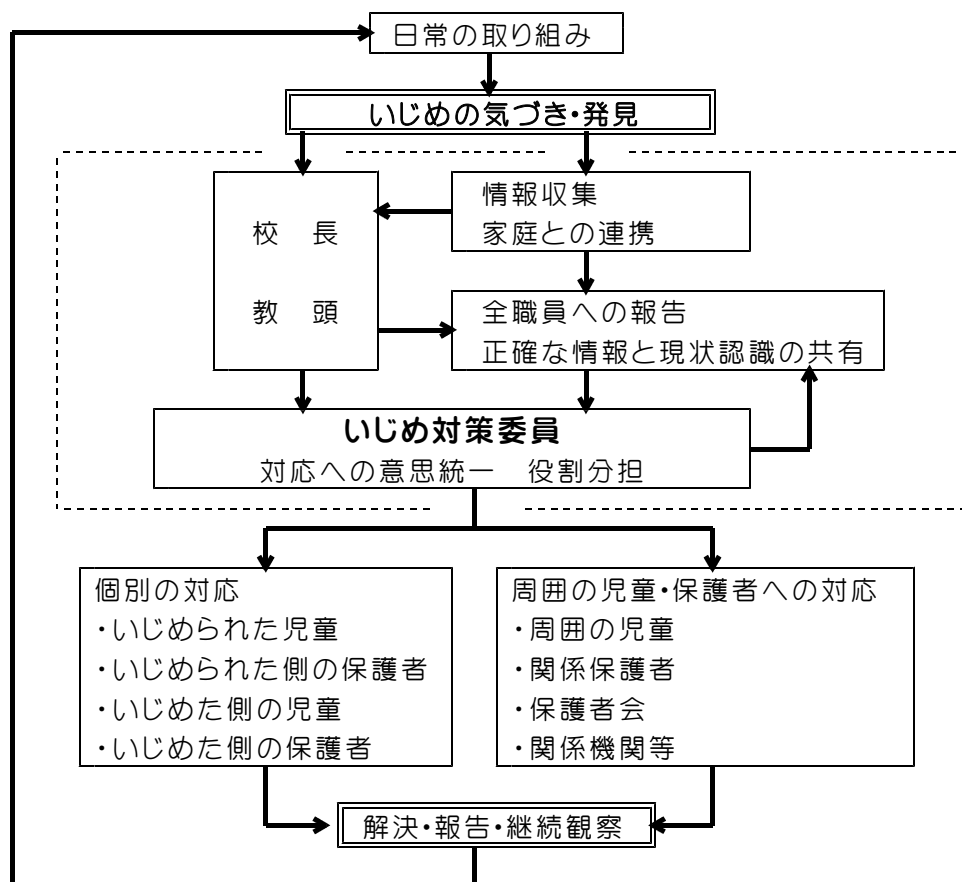 日常の取り組み
いじめの気づき・発見
校　長
教　頭
情報収集
家庭との連携
全職員への報告
正確な情報と現状認識の共有
いじめ対策委員
対応への意思統一　役割分担
個別の対応
・いじめられた児童
・いじめられた側の保護者
・いじめた側の児童
・いじめた側の保護者
周囲の児童・保護者への対応
・周囲の児童
・関係保護者
・保護者会
・関係機関等
解決・報告・継続観察